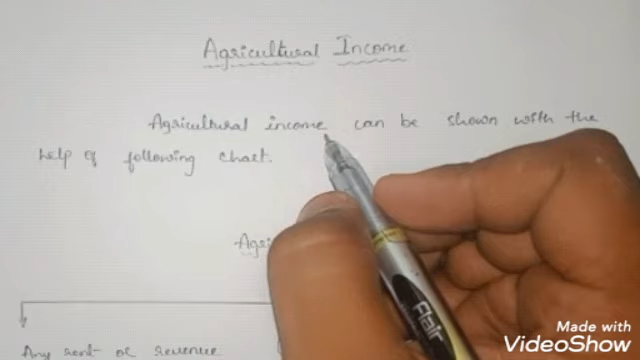 Agricultural Income
Agricultural income can be shown with the
help of following chart.
Any rent or revenue
Flair
Made with
VideoShow